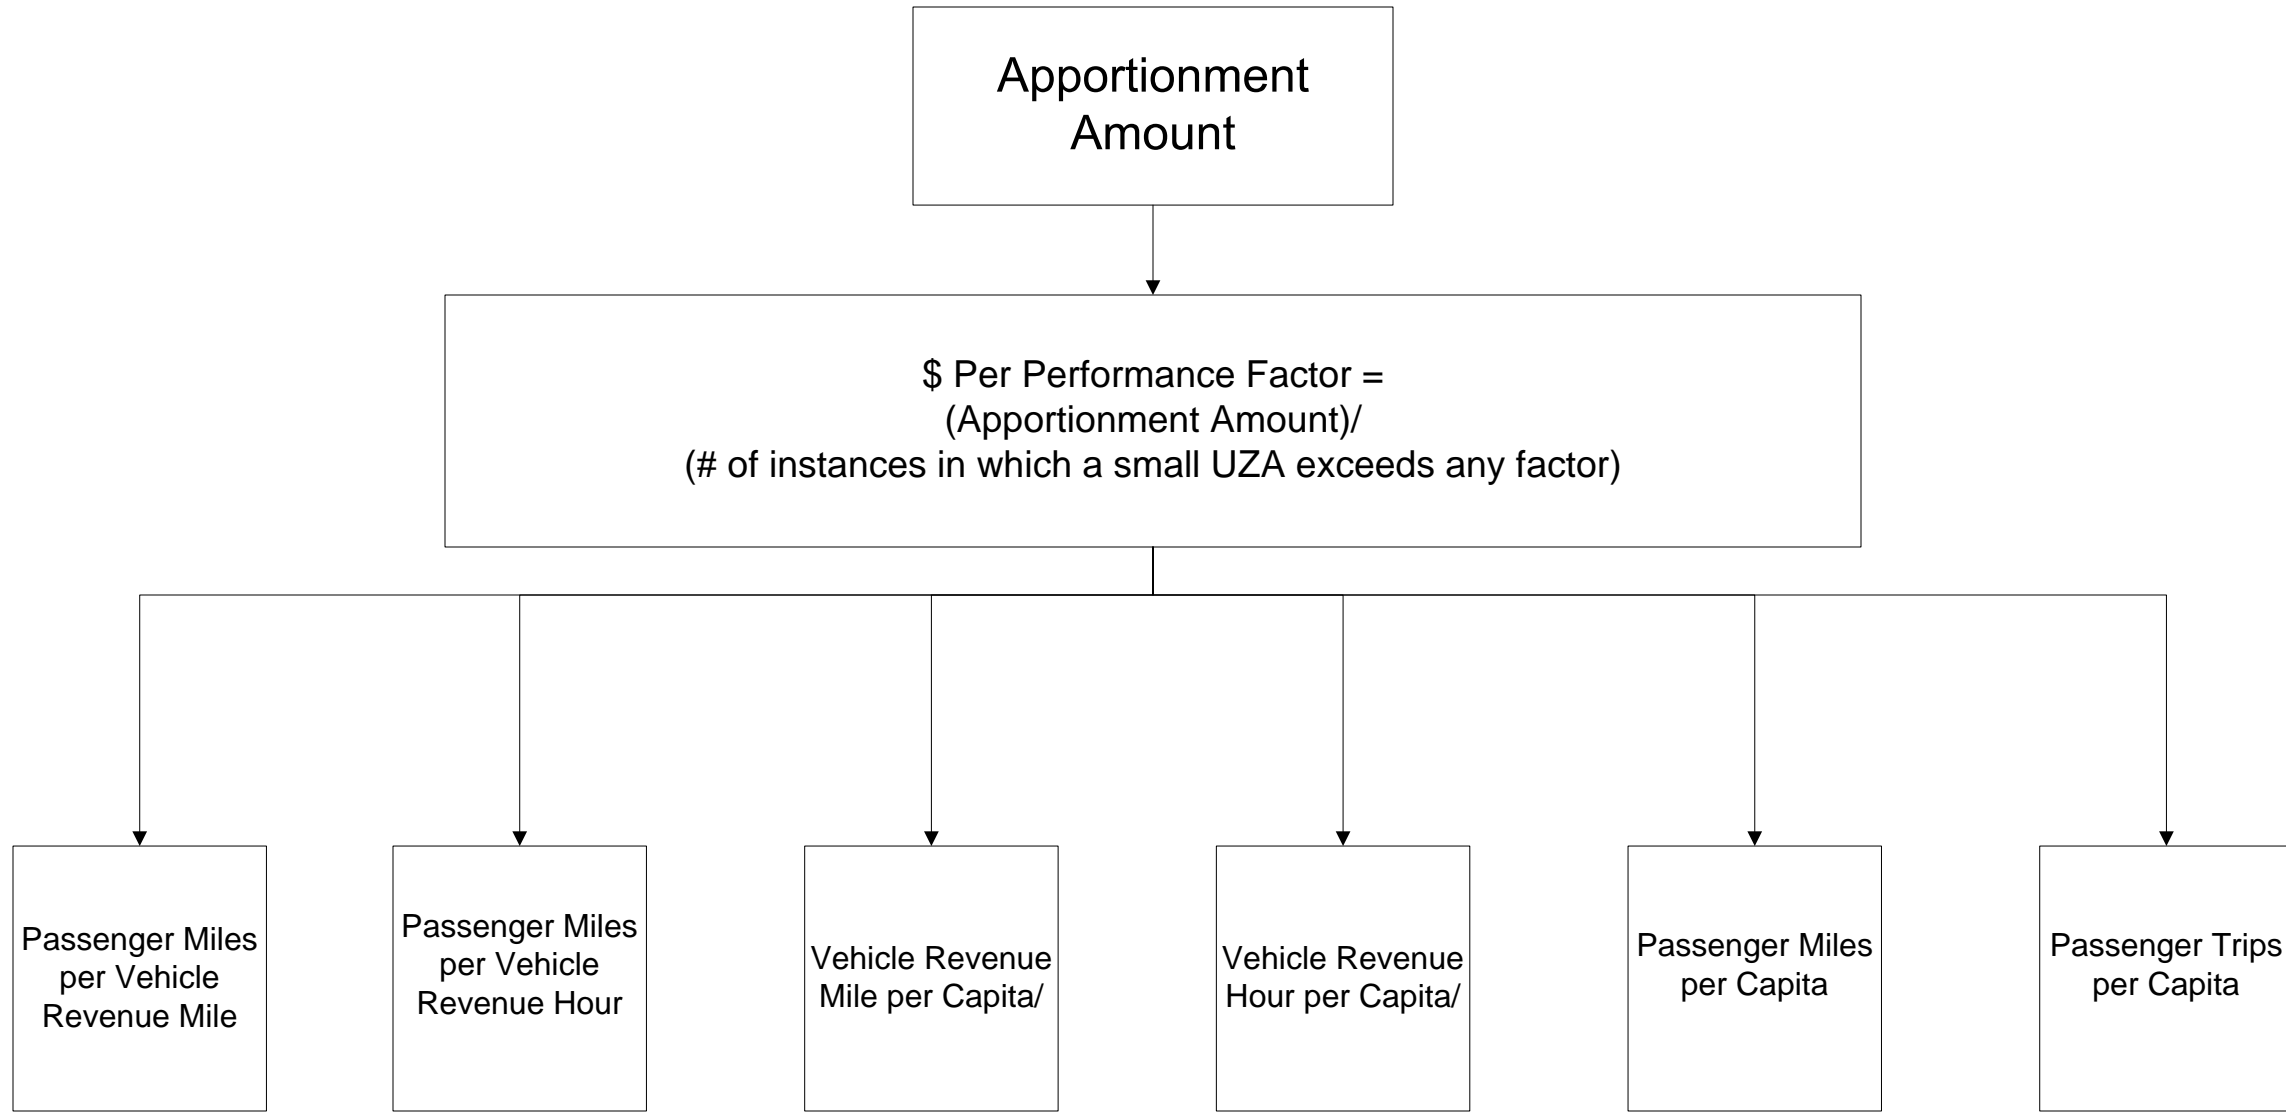 Apportionment
Amount
$ Per Performance Factor =
(Apportionment Amount)/
(# of instances in which a small UZA exceeds any factor)
Passenger Miles
per Vehicle
Revenue Mile
Passenger Miles
per Vehicle
Revenue Hour
Vehicle Revenue
Mile per Capita/
Vehicle Revenue
Hour per Capita/
Passenger Miles
per Capita
Passenger Trips
per Capita